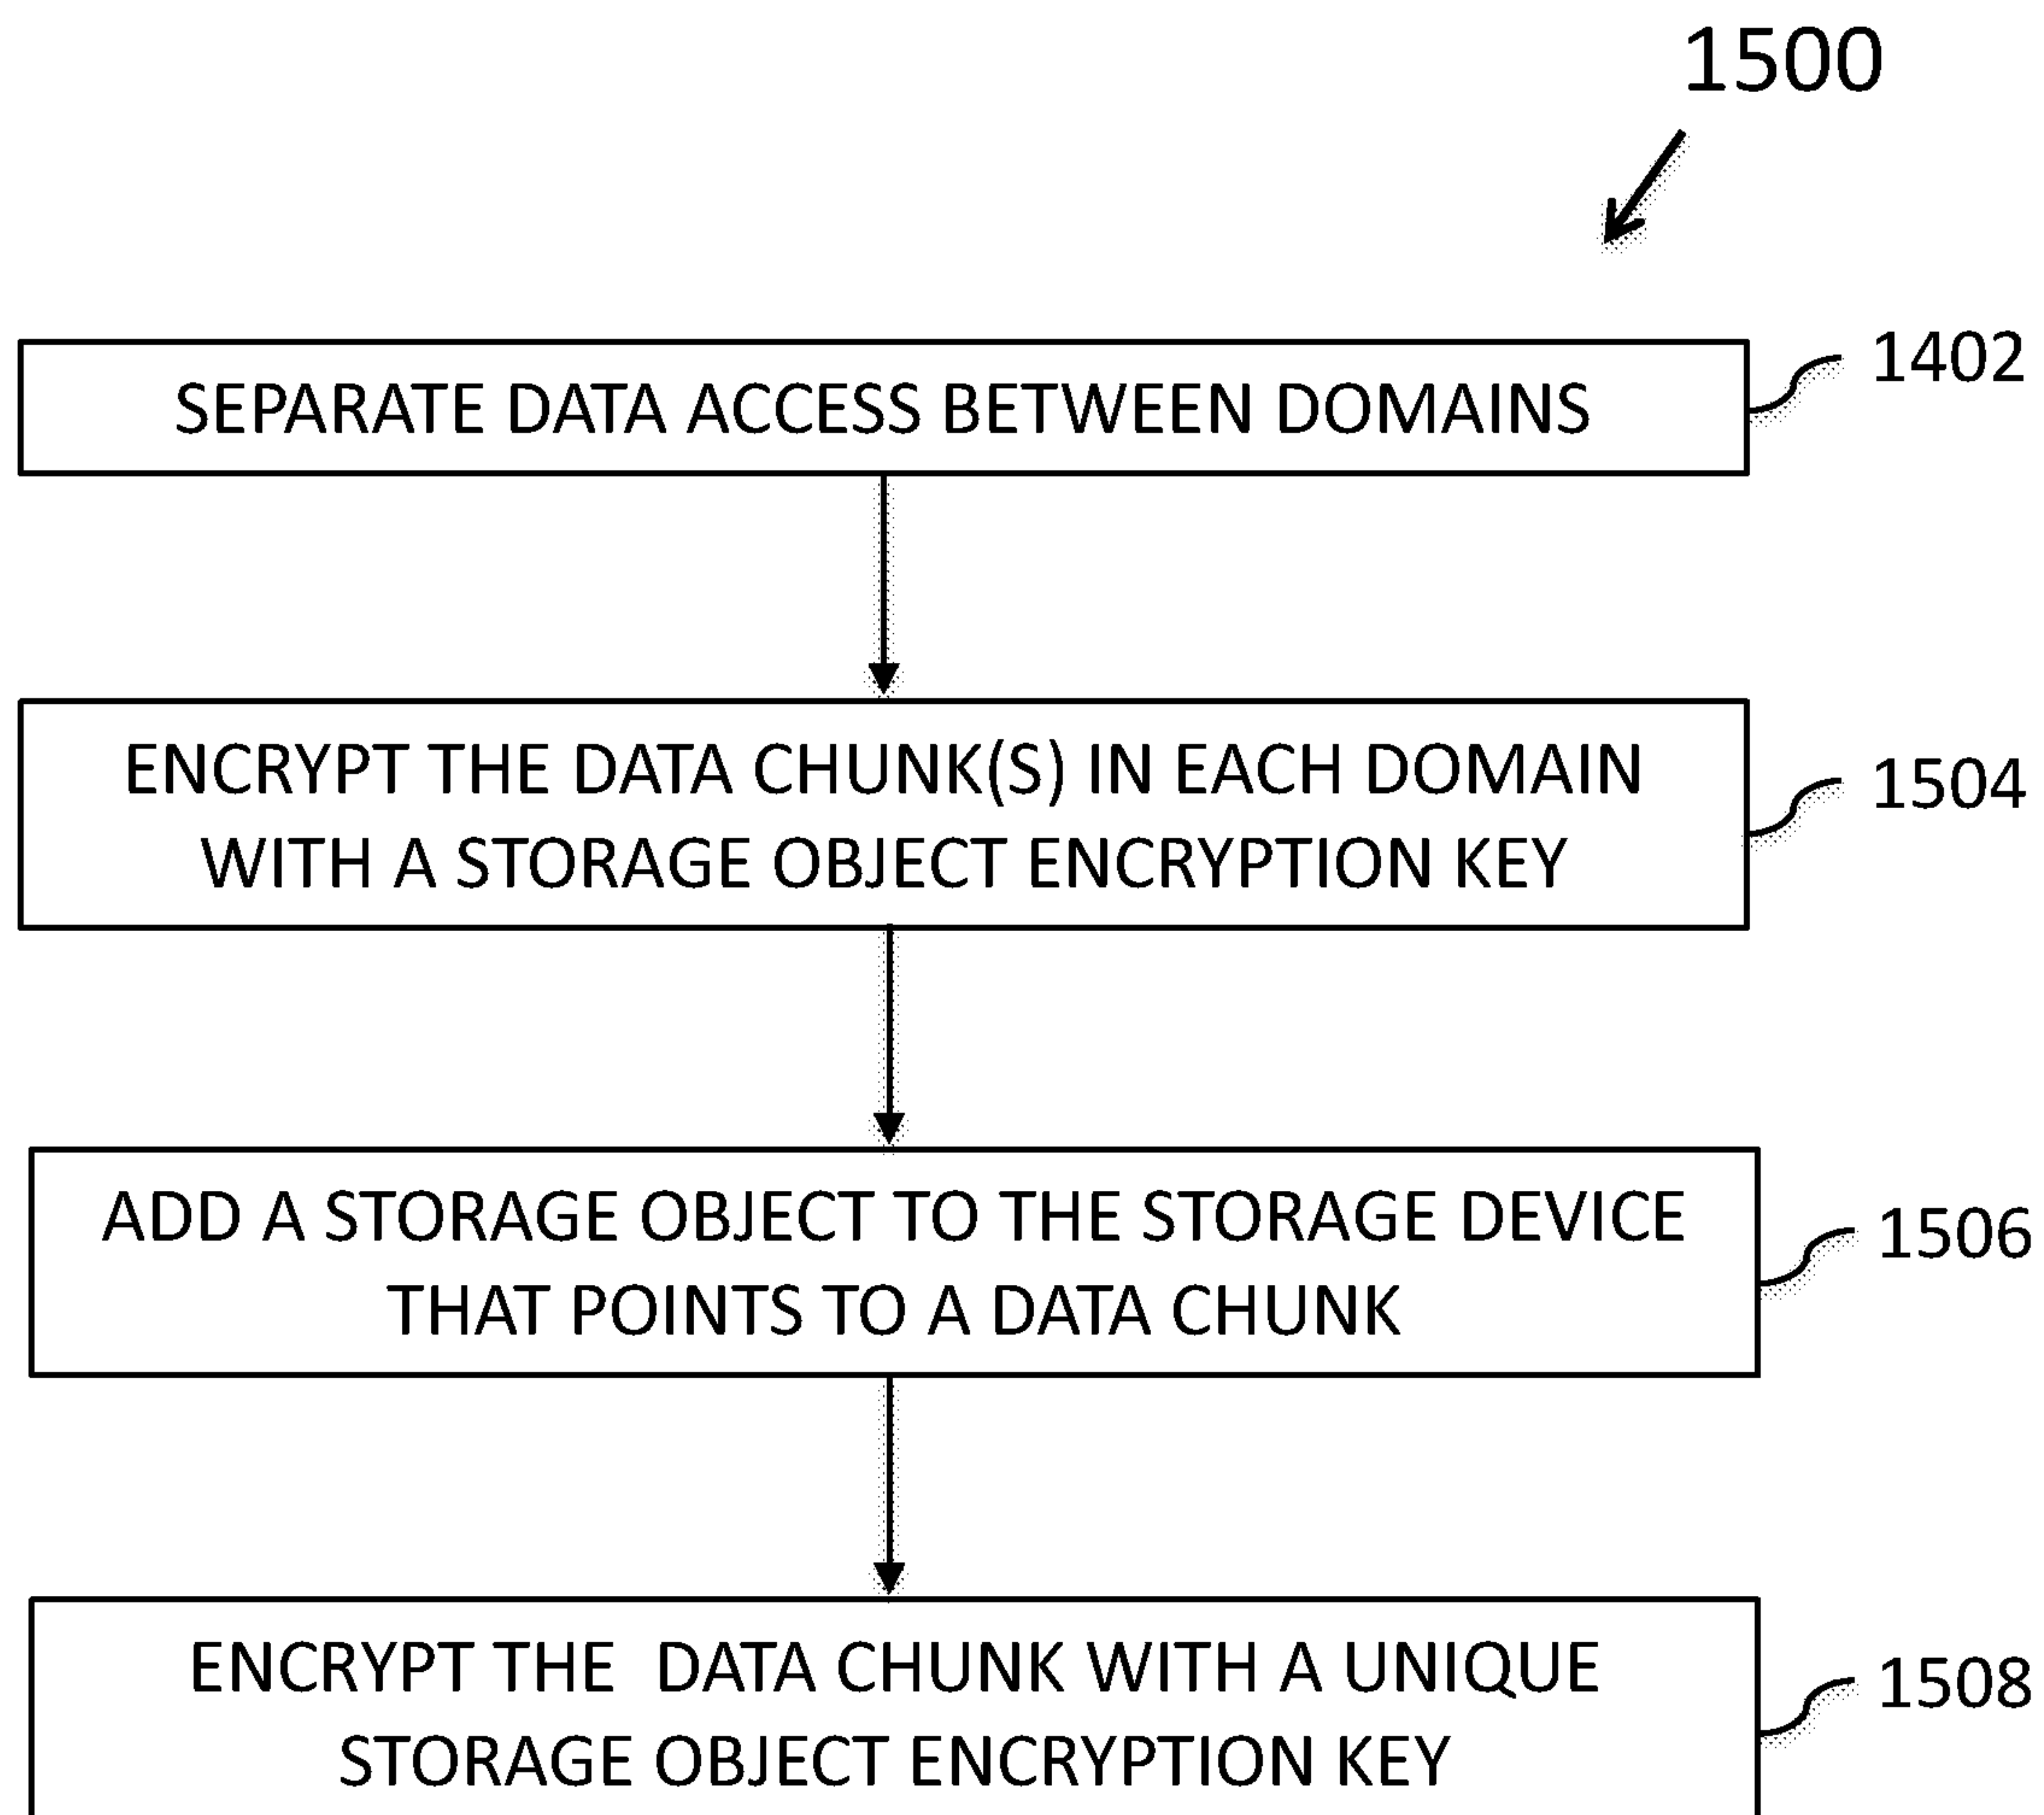 1500
SEPARATE DATA ACCESS BETWEEN DOMAINS
1402
ENCRYPT THE DATA CHUNK(S) IN EACH DOMAIN
WITH A STORAGE OBJECT ENCRYPTION KEY
1504
ADD A STORAGE OBJECT TO THE STORAGE DEVICE
THAT POINTS TO A DATA CHUNK
1506
ENCRYPT THE  DATA CHUNK WITH A UNIQUE
STORAGE OBJECT ENCRYPTION KEY
1508